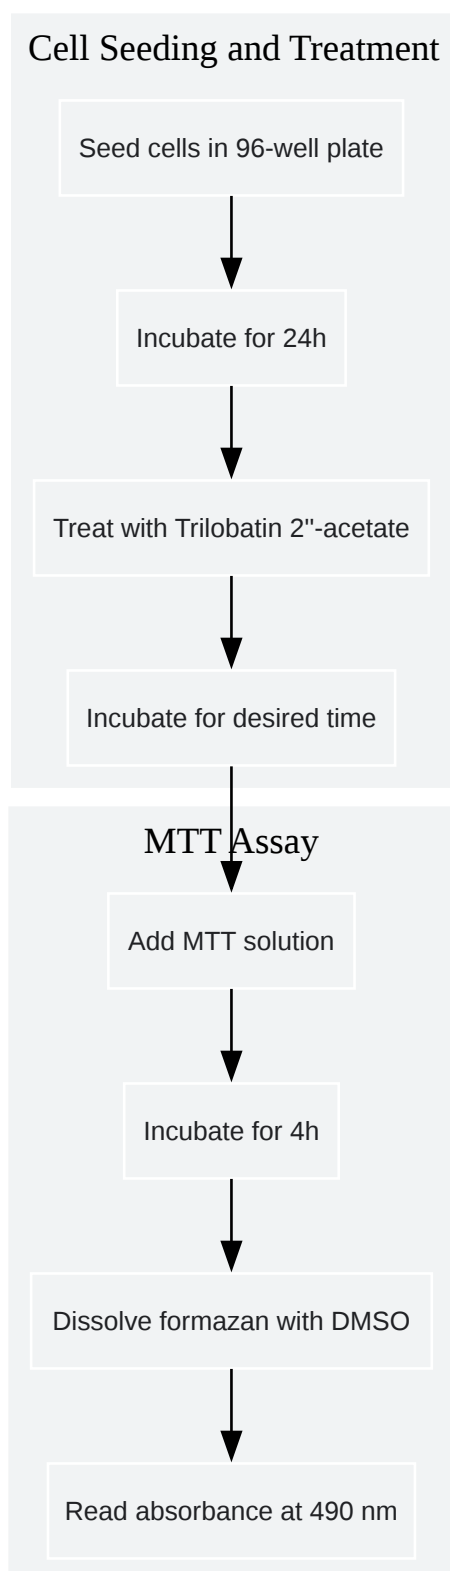 Cell Seeding and Treatment
Seed cells in 96-well plate
Incubate for 24h
Treat with Trilobatin 2"-acetate
Incubate for desired time
MTT Assay
Add MTT solution
Incubate for 4h
Dissolve formazan with DMSO
Read absorbance at 490 nm